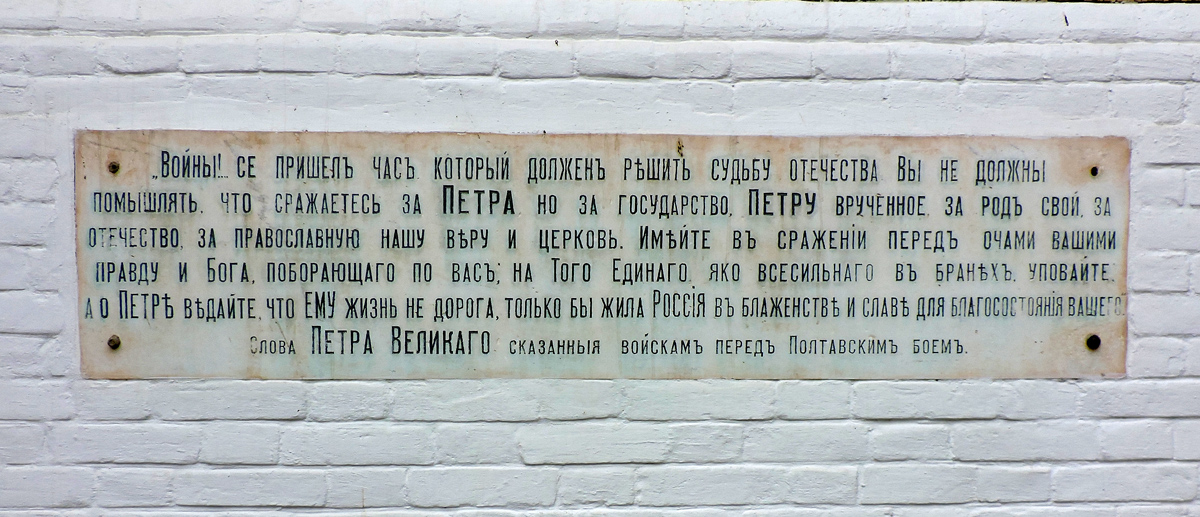 „Воины!.. се пришелъ часъ который долженъ рѣшить судьбу отечества Вы не должны
помышлять, что сражаетесь за Петра, но за государство, Петру врученное, за родъ свой, за
отечество, за православную нашу вѣру и церковь. Имѣйте въ сраженіи передъ очами вашими
правду и Бога, поборающаго по васъ; на Того Единаго, яко всесильнаго въ бранѣхъ, уповайте,
а о Петрѣ вѣдайте, что ему жизнь не дорога, только бы жила Россія въ блаженствѣ и славѣ для благосостоянія вашего.
Слова Петра Великаго сказанныя войскамъ передъ Полтавскимъ боемъ.